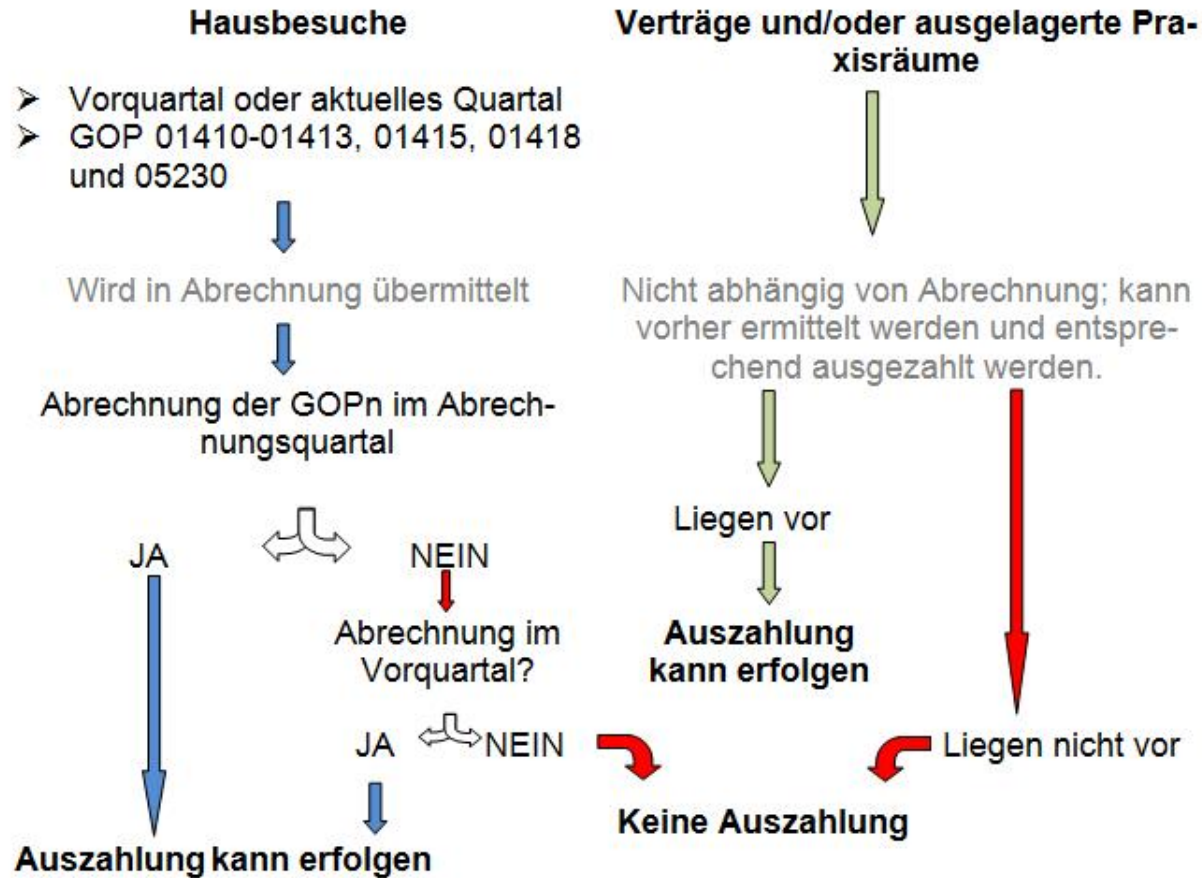 Hausbesuche
➢ Vorquartal oder aktuelles Quartal
➢ GOP 01410-01413, 01415, 01418
und 05230
Wird in Abrechnung übermittelt
Abrechnung der GOPn im Abrech-
nungsquartal
JA
NEIN
Abrechnung im
Vorquartal?
JA
NEIN
Auszahlung kann erfolgen
Verträge und/oder ausgelagerte Pra-
xisräume
Nicht abhängig von Abrechnung; kann
vorher ermittelt werden und entspre-
chend ausgezahlt werden.
Liegen vor
Auszahlung
kann erfolgen
Liegen nicht vor
Keine Auszahlung